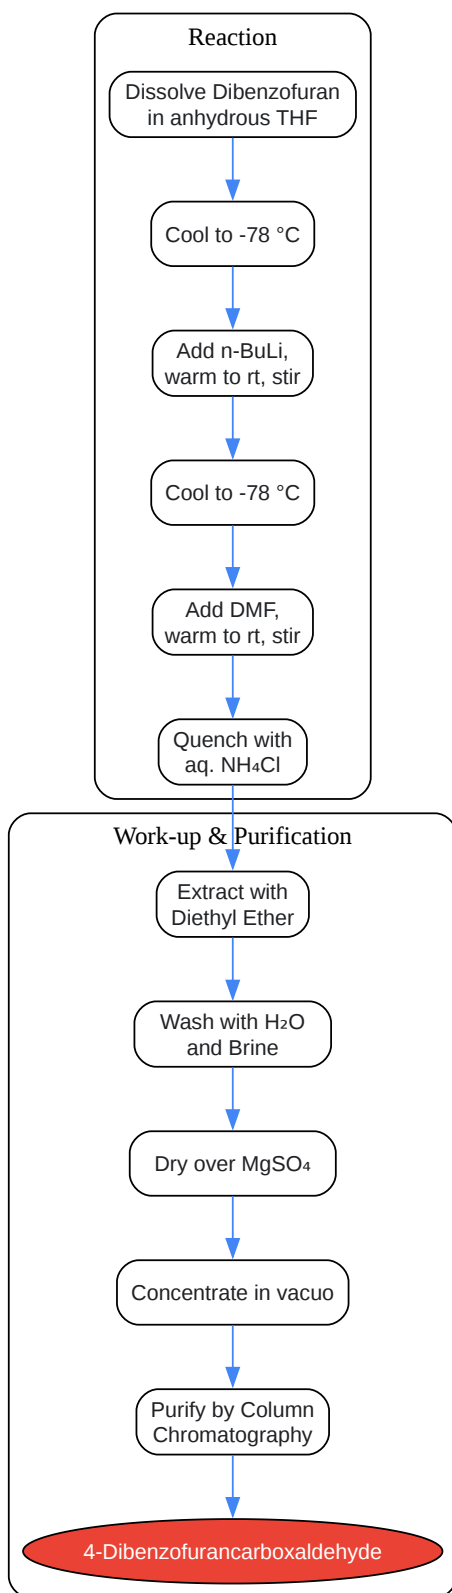 Reaction
Dissolve Dibenzofuran
in anhydrous THF
Cool to -78 °C
Add n-BuLi,
warm to rt, stir
Cool to -78 °C
Add DMF,
warm to rt, stir
Quench with
aq. NH₄Cl
Work-up & Purification
Extract with
Diethyl Ether
Wash with H₂O
and Brine
Dry over MgSO₄
Concentrate in vacuo
Purify by Column
Chromatography
4-Dibenzofurancarboxaldehyde